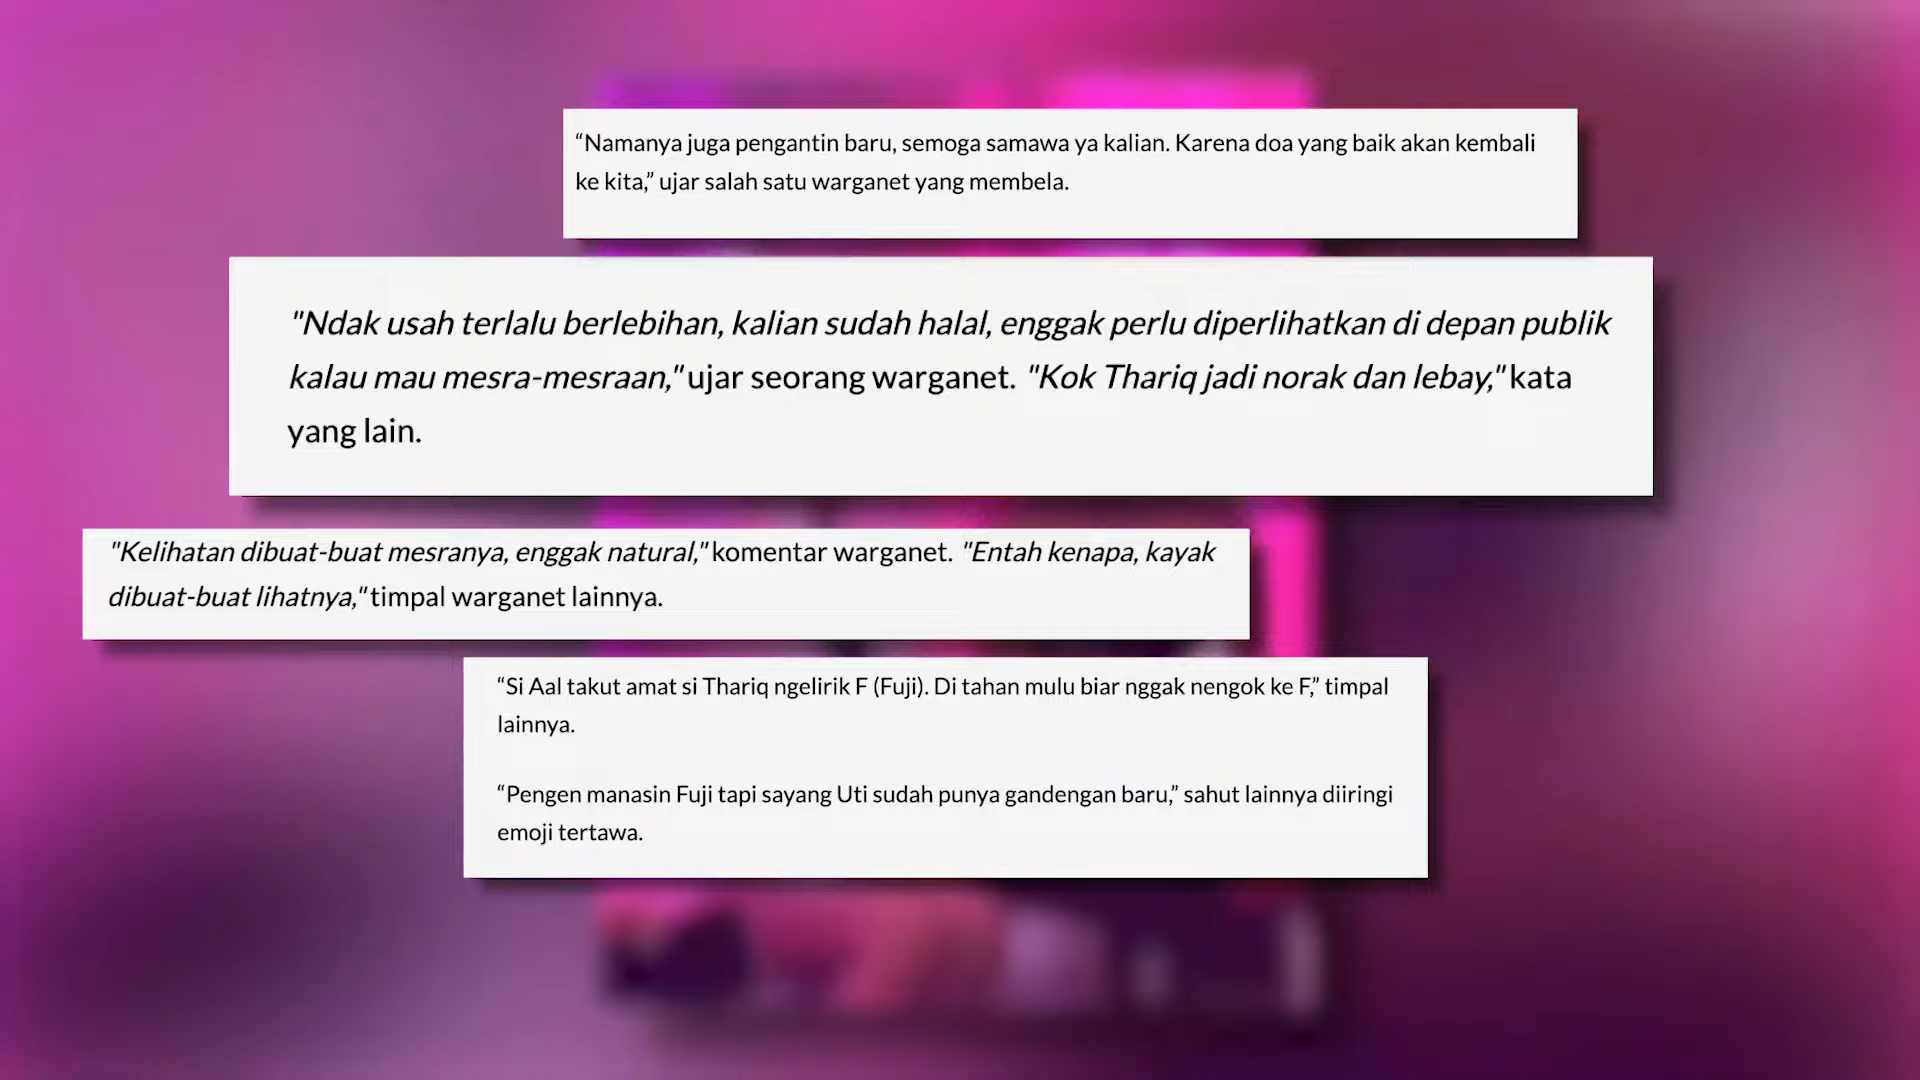 “Namanya juga pengantin baru, semoga samawa ya kalian. Karena doa yang baik akan kembali
ke kita,” ujar salah satu warganet yang membela.
"Ndak usah terlalu berlebihan, kalian sudah halal, enggak perlu diperlihatkan di depan publik
kalau mau mesra-mesraan," ujar seorang warganet. "Kok Thariq jadi norak dan lebay," kata
yang lain.
"Kelihatan dibuat-buat mesranya, enggak natural," komentar warganet. "Entah kenapa, kayak
dibuat-buat lihatnya," timpal warganet lainnya.
“Si Aal takut amat si Thariq ngelirik F (Fuji). Di tahan mulu biar nggak nengok ke F,” timpal
lainnya.
“Pengen manasin Fuji tapi sayang Uti sudah punya gandengan baru,” sahut lainnya diiringi
emoji tertawa.